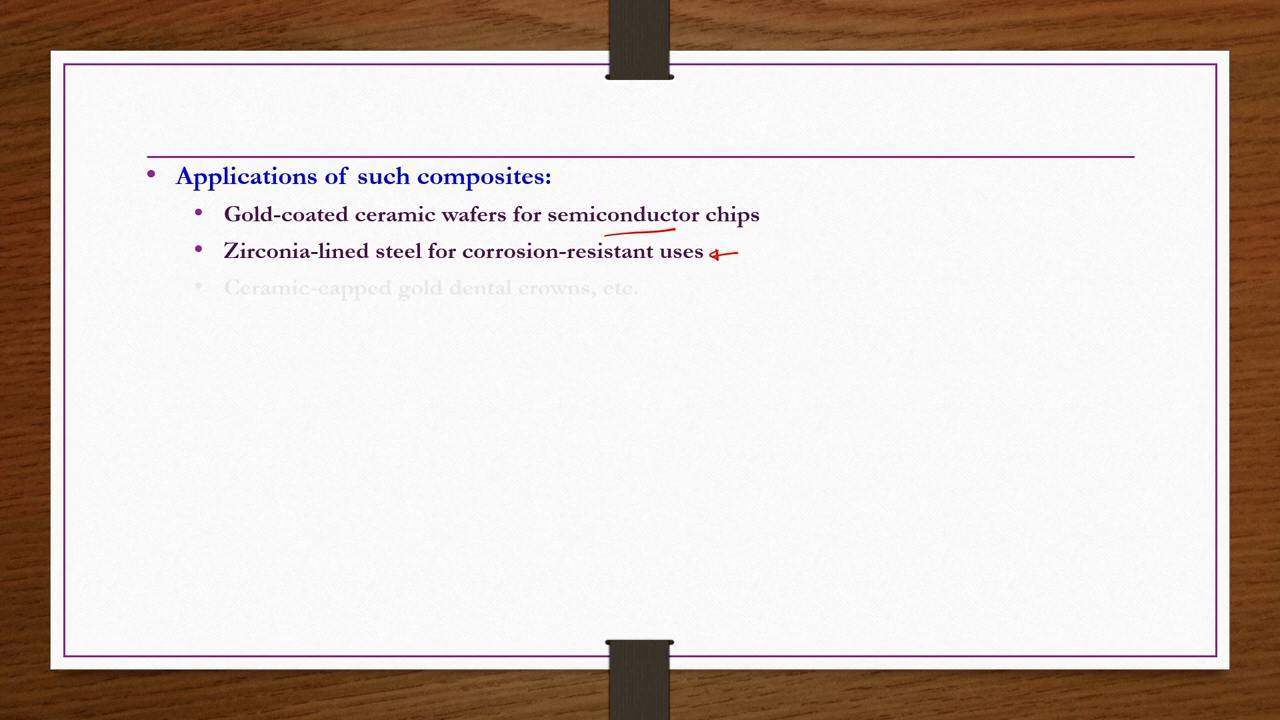 Applications of such composites:
Gold-coated ceramic wafers for semiconductor chips
Zirconia-lined steel for corrosion-resistant uses
Ceramic-capped gold dental crowns, etc.